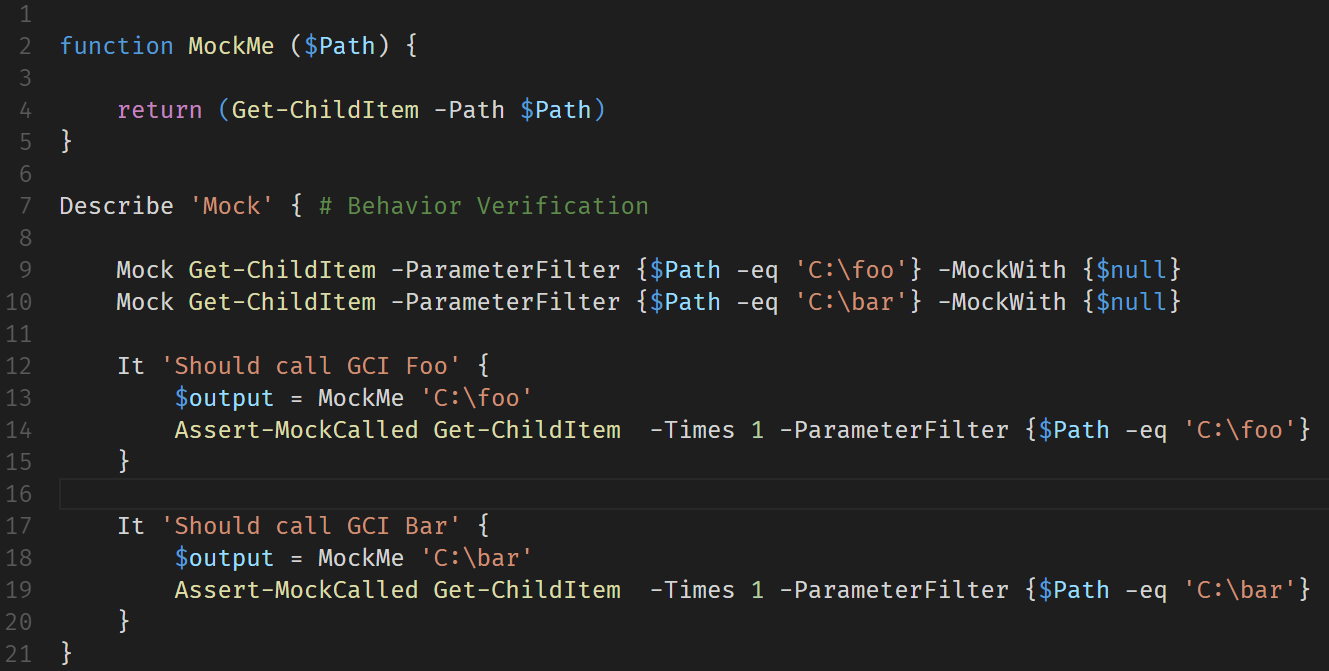 1
2 function MockMe ($Path) {
3
4     return (Get-ChildItem -Path $Path)
5 }
6
7 Describe 'Mock' { # Behavior Verification
8
9     Mock Get-ChildItem -ParameterFilter {$Path -eq 'C:\foo'} -MockWith {$null}
10     Mock Get-ChildItem -ParameterFilter {$Path -eq 'C:\bar'} -MockWith {$null}
11
12     It 'Should call GCI Foo' {
13         $output = MockMe 'C:\foo'
14         Assert-MockCalled Get-ChildItem  -Times 1 -ParameterFilter {$Path -eq 'C:\foo'}
15     }
16
17     It 'Should call GCI Bar' {
18         $output = MockMe 'C:\bar'
19         Assert-MockCalled Get-ChildItem  -Times 1 -ParameterFilter {$Path -eq 'C:\bar'}
20     }
21 }